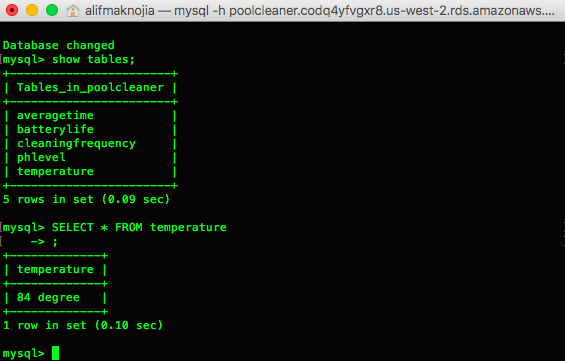 alifmaknojia — mysql -h poolcleaner.codq4yfvgxr8.us-west-2.rds.amazonaws....
Database changed
[mysql> show tables;
+-----------------------+
| Tables_in_poolcleaner |
+-----------------------+
| averagetime           |
| batterylife           |
| cleaningfrequency     |
| phlevel               |
| temperature           |
+-----------------------+
5 rows in set (0.09 sec)
[mysql> SELECT * FROM temperature
[    -> ;
+-------------+
| temperature |
+-------------+
| 84 degree   |
+-------------+
1 row in set (0.10 sec)
mysql>